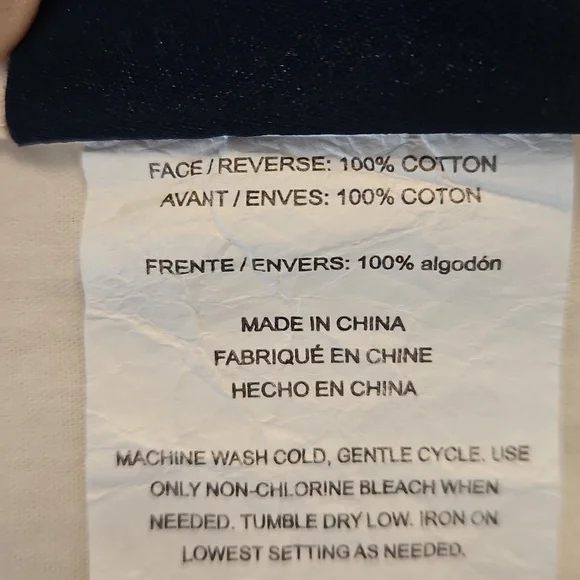 FACE / REVERSE: 100% COTTON
AVANT / ENVES: 100% COTON
FRENTE / ENVERS: 100% algodón
MADE IN CHINA
FABRIQUÉ EN CHINE
HECHO EN CHINA
MACHINE WASH COLD, GENTLE CYCLE. USE
ONLY NON-CHLORINE BLEACH WHEN
NEEDED. TUMBLE DRY LOW. IRON ON
LOWEST SETTING AS NEEDED.